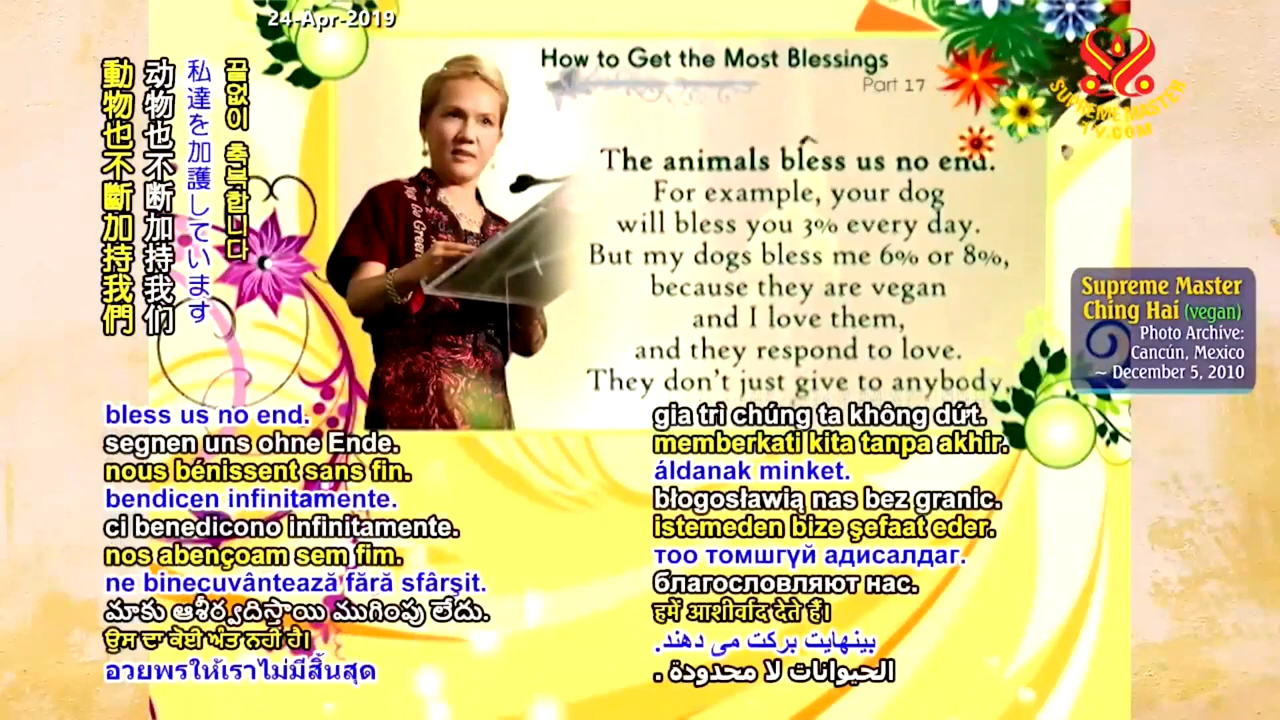 24-Apr-2019
SUPREME MASTER
TV.COM
How to Get the Most Blessings
Part 17
The animals bless us no end.
For example, your dog
will bless you 3% every day.
But my dogs bless me 6% or 8%,
because they are vegan
and I love them,
and they respond to love.
They don't just give to anybody,
끝없이 축복합니다
私達を加護しています
动物也不断加持我们
動物也不斷加持我們
Be Green
Supreme Master
Ching Hai (vegan)
Photo Archive:
Cancún, Mexico
~ December 5, 2010
bless us no end.
segnen uns ohne Ende.
nous bénissent sans fin.
bendicen infinitamente.
ci benedicono infinitamente.
nos abençoam sem fim.
ne binecuvântează fără sfârşit.
మాకు ఆశీర్వదిస్తాయి ముగింపు లేదు.
ਉਸ ਦਾ ਕੋਈ ਅੰਤ ਨਹੀ ਹੈ।
อวยพรให้เราไม่มีสิ้นสุด
gia trì chúng ta không dứt.
memberkati kita tanpa akhir.
áldanak minket.
błogosławią nas bez granic.
istemeden bize şefaat eder.
тоо томшгүй адисалдаг.
благословляют нас.
हमें आशीर्वाद देते हैं।
بینهایت برکت می دهند.
الحيوانات لا محدودة .